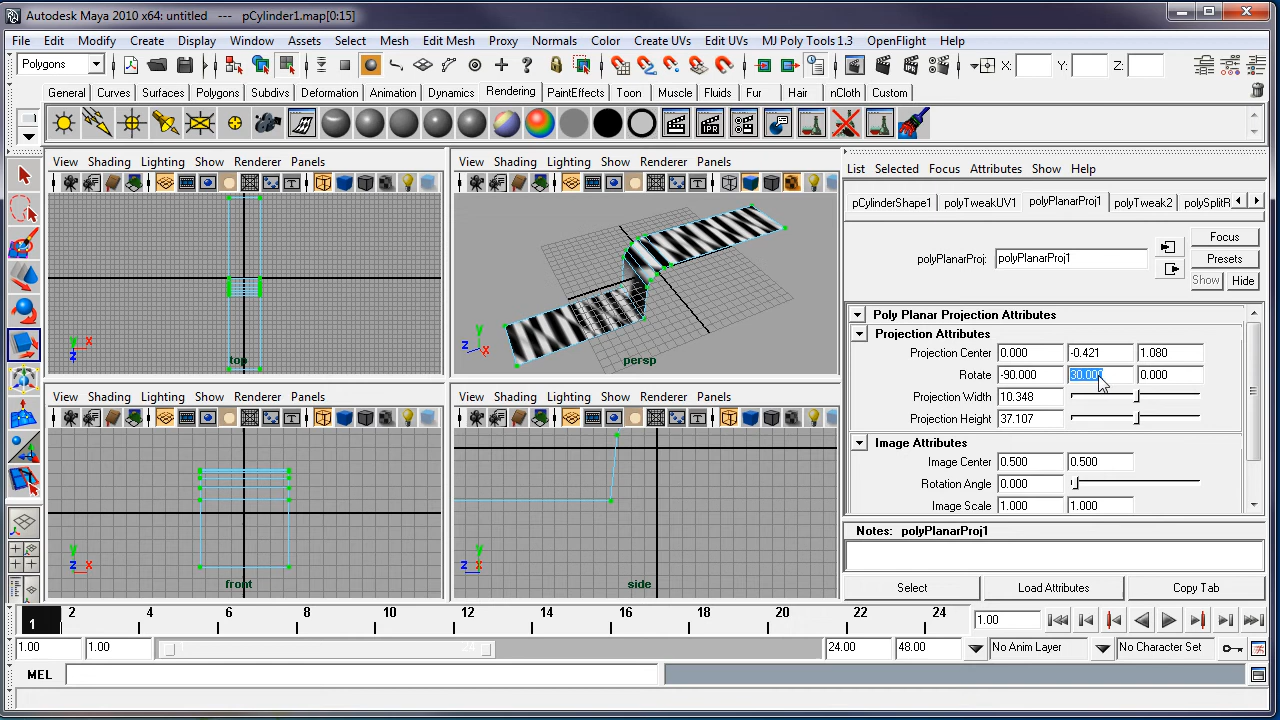 Autodesk Maya 2010 x64: untitled --- pCylinder1.map[0:15]
File Edit Modify Create Display Window Assets Select Mesh Edit Mesh Proxy Normals Color Create UVs Edit UVs MJ Poly Tools 1.3 OpenFlight Help
Polygons X: Y: Z:
General Curves Surfaces Polygons Subdivs Deformation Animation Dynamics Rendering PaintEffects Toon Muscle Fluids Fur Hair nCloth Custom
IPR
View Shading Lighting Show Renderer Panels
top
View Shading Lighting Show Renderer Panels
persp
View Shading Lighting Show Renderer Panels
front
View Shading Lighting Show Renderer Panels
side
List Selected Focus Attributes Show Help
pCylinderShape1 polyTweakUV1 polyPlanarProj1 polyTweak2 polySplitR
polyPlanarProj: polyPlanarProj1
Focus
Presets
Show Hide
Poly Planar Projection Attributes
Projection Attributes
Projection Center 0.000 -0.421 1.080
Rotate -90.000 30.007 0.000
Projection Width 10.348
Projection Height 37.107
Image Attributes
Image Center 0.500 0.500
Rotation Angle 0.000
Image Scale 1.000 1.000
Notes: polyPlanarProj1
Select Load Attributes Copy Tab
1 2 4 6 8 10 12 14 16 18 20 22 24 1.00
1.00 1.00 24 24.00 48.00 No Anim Layer No Character Set
MEL